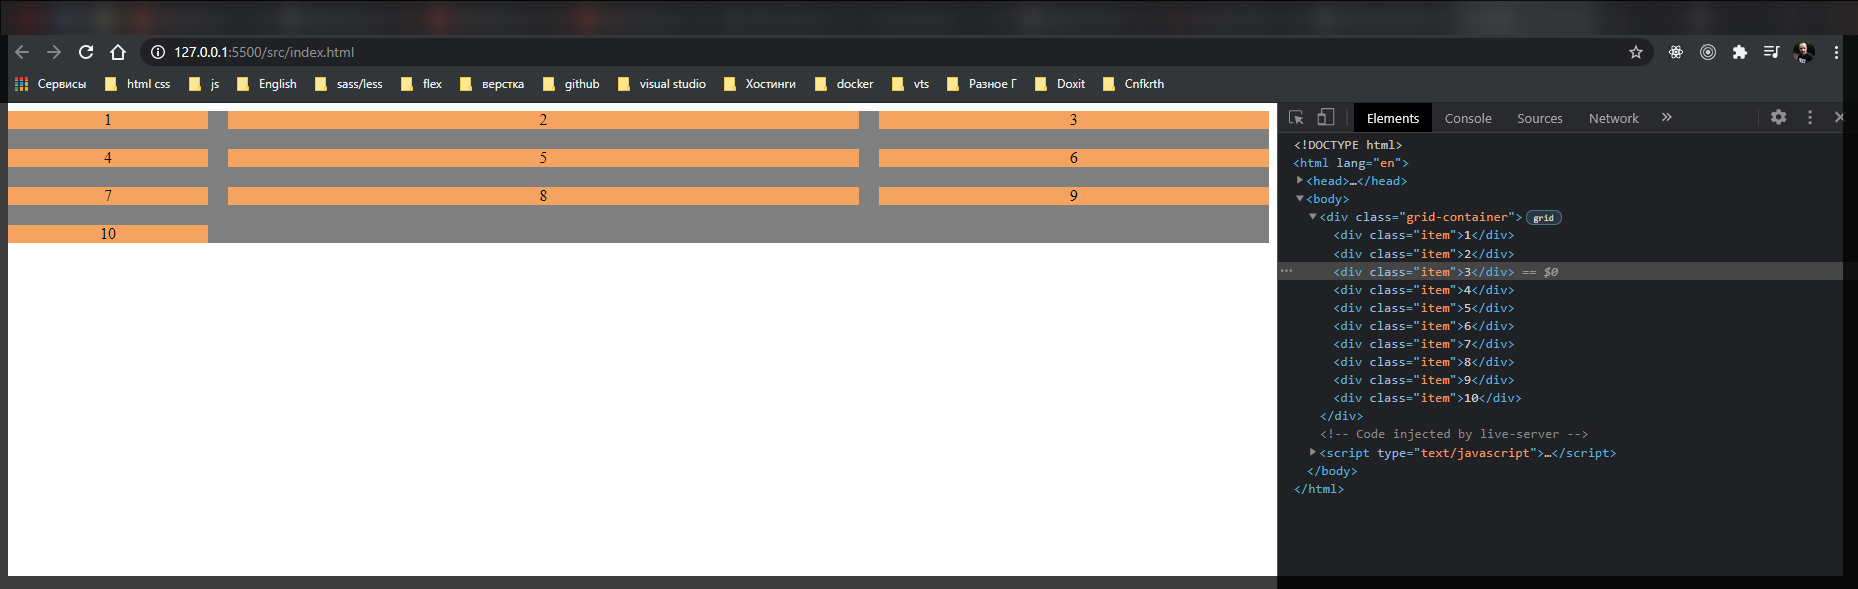 127.0.0.1:5500/src/index.html
Сервисы html css js English sass/less flex верстка github visual studio Хостинги docker vts Разное Г Doxit Cnfkrth
1 2 3
4 5 6
7 8 9
10
Elements Console Sources Network »
<!DOCTYPE html>
<html lang="en">
<head>…</head>
<body>
<div class="grid-container"> grid
<div class="item">1</div>
<div class="item">2</div>
<div class="item">3</div> == $0
<div class="item">4</div>
<div class="item">5</div>
<div class="item">6</div>
<div class="item">7</div>
<div class="item">8</div>
<div class="item">9</div>
<div class="item">10</div>
</div>
<!-- Code injected by live-server -->
<script type="text/javascript">…</script>
</body>
</html>